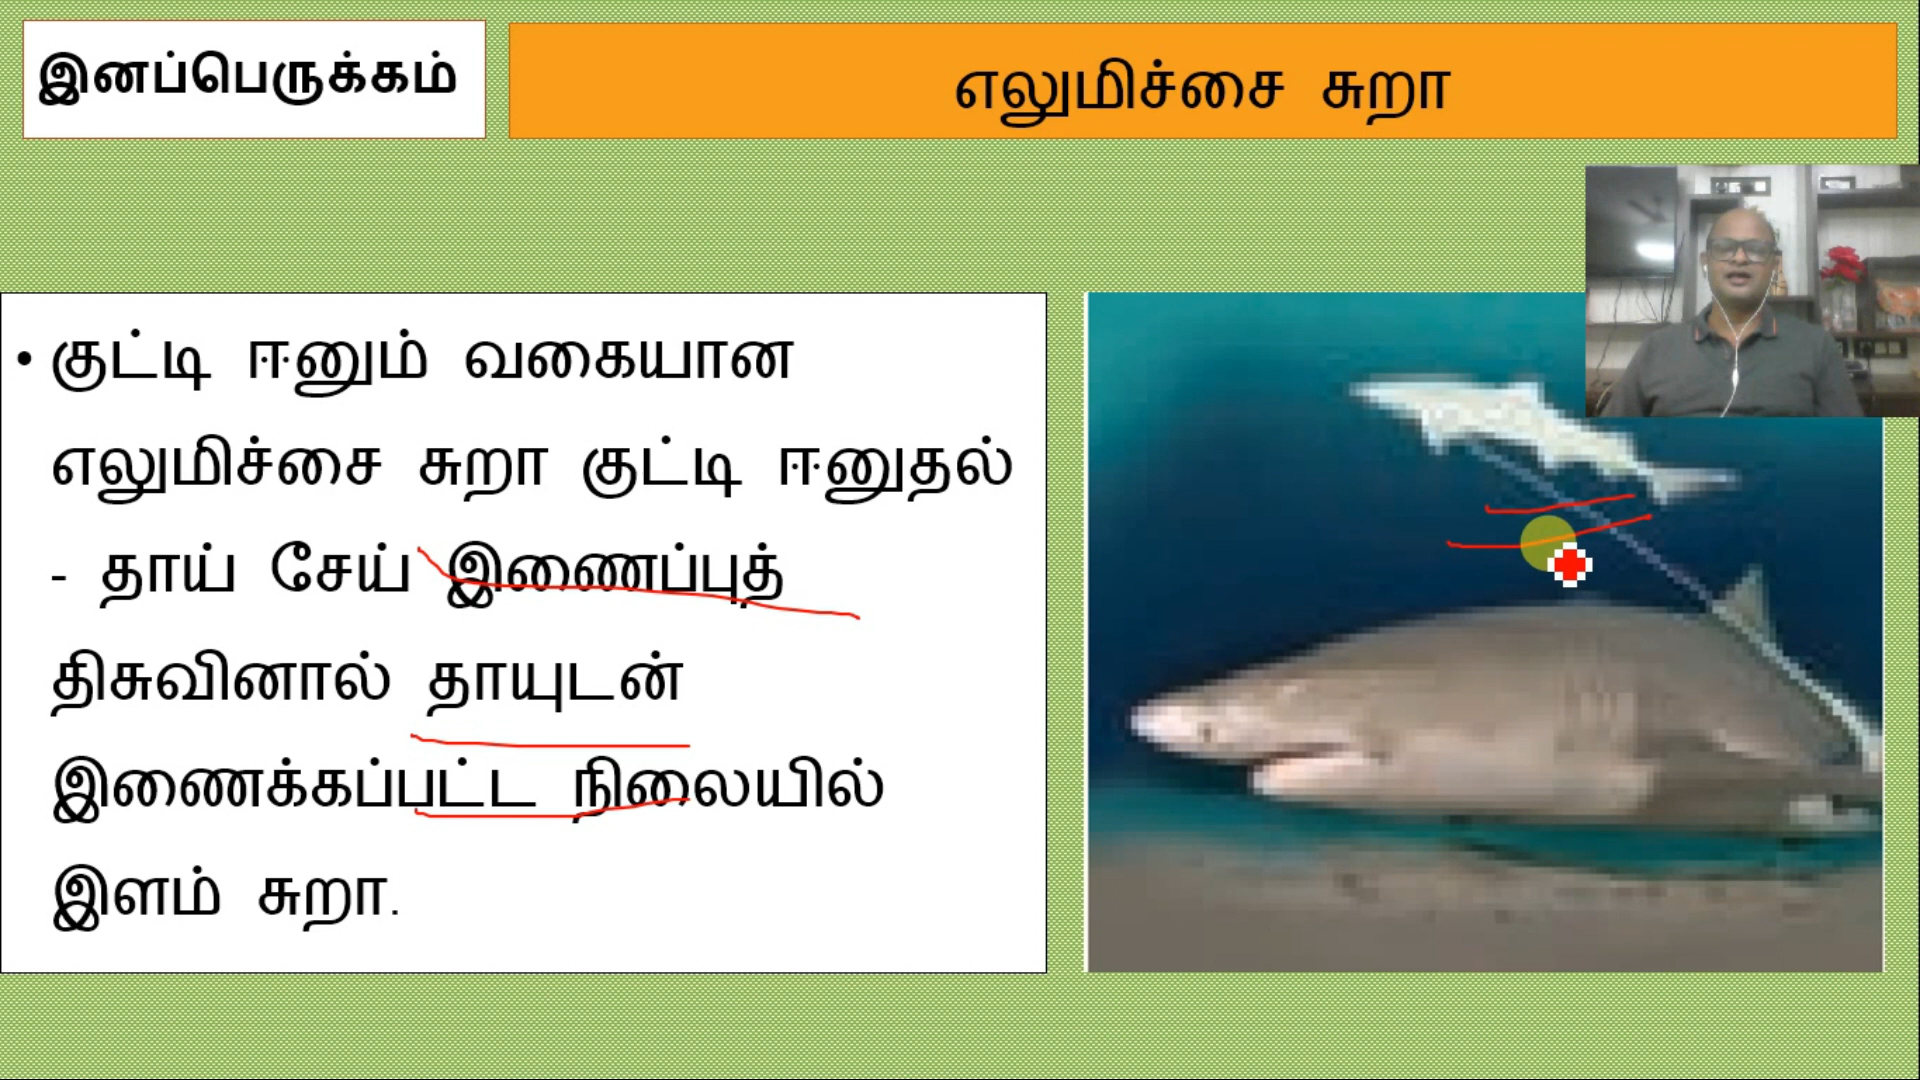 இனப்பெருக்கம்
எலுமிச்சை சுறா
• குட்டி ஈனும் வகையான
எலுமிச்சை சுறா குட்டி ஈனுதல்
- தாய் சேய் இணைப்புத்
திசுவினால் தாயுடன்
இணைக்கப்பட்ட நிலையில்
இளம் சுறா.